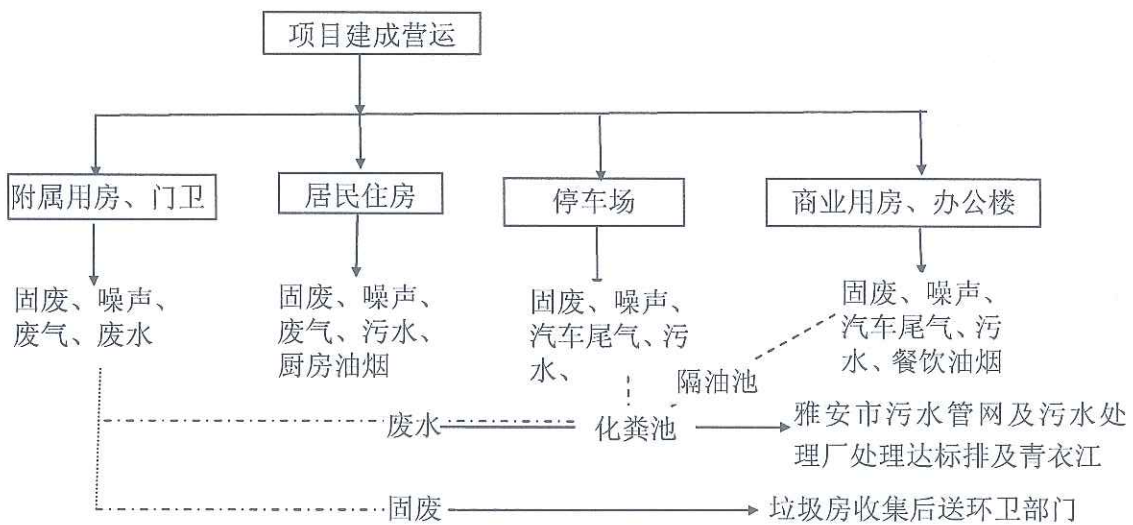 项目建成营运
附属用房、门卫
居民住房
停车场
商业用房、办公楼
固废、噪声、
废气、废水
固废、噪声、
废气、污水、
厨房油烟
固废、噪声、
汽车尾气、污
水、
固废、噪声、
汽车尾气、污
水、餐饮油烟
隔油池
废水
化粪池
雅安市污水管网及污水处
理厂处理达标排及青衣江
固废
垃圾房收集后送环卫部门